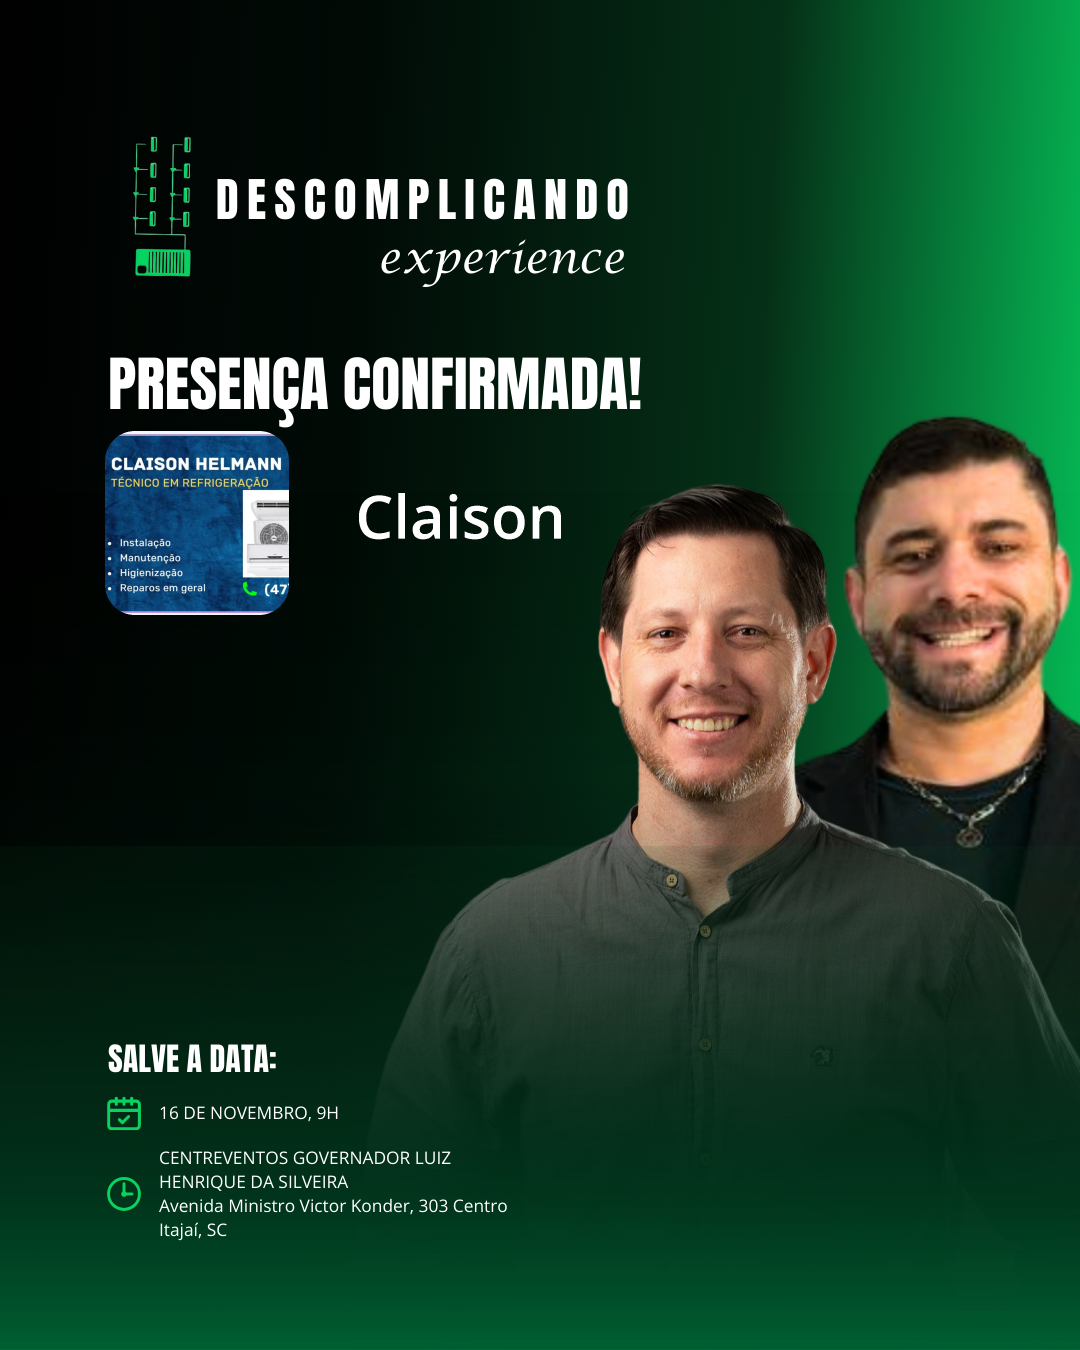 DESCOMPLICANDO
experience
PRESENÇA CONFIRMADA!
CLAISON HELMANN
TÉCNICO EM REFRIGERAÇÃO
• Instalação
• Manutenção
• Higienização
• Reparos em geral
(47
Claison
SALVE A DATA:
16 DE NOVEMBRO, 9H
CENTREVENTOS GOVERNADOR LUIZ
HENRIQUE DA SILVEIRA
Avenida Ministro Victor Konder, 303 Centro
Itajaí, SC